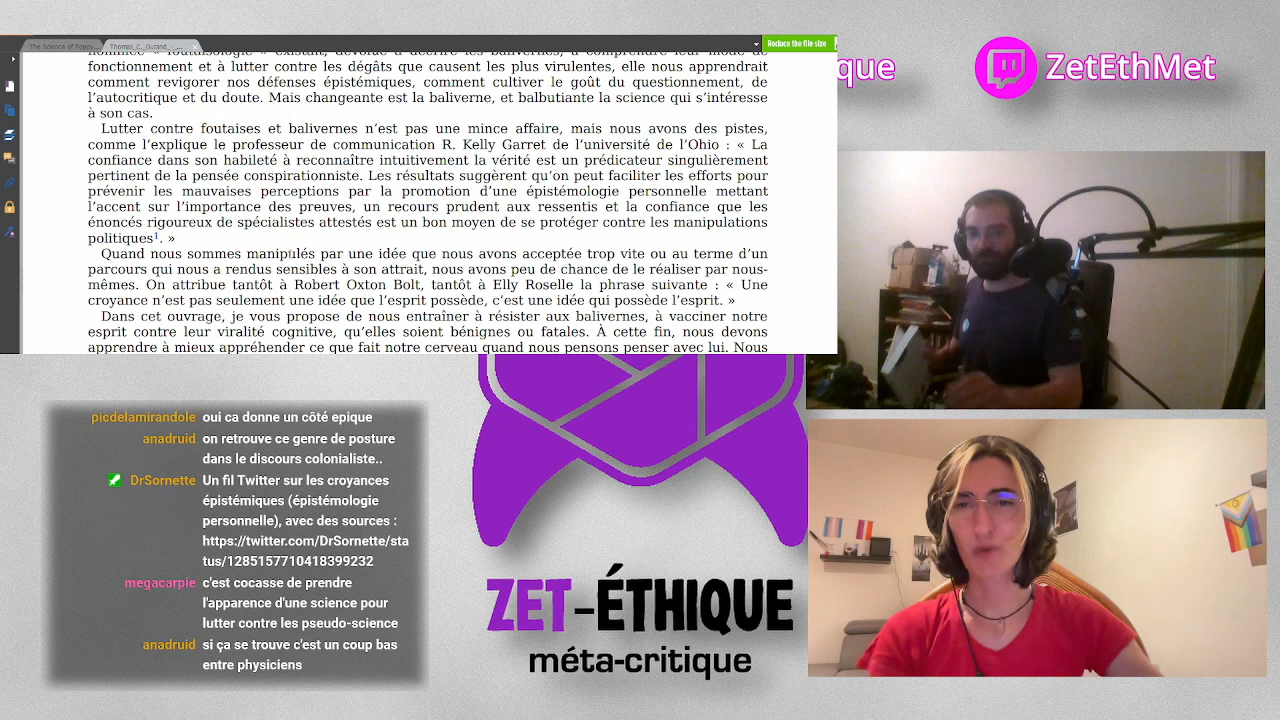 The Science of Poppy...
Thomas_C._Durand_-_...
Reduce the file size
fonctionnement et à lutter contre les dégâts que causent les plus virulentes, elle nous apprendrait
comment revigorer nos défenses épistémiques, comment cultiver le goût du questionnement, de
l’autocritique et du doute. Mais changeante est la baliverne, et balbutiante la science qui s’intéresse
à son cas.
Lutter contre foutaises et balivernes n’est pas une mince affaire, mais nous avons des pistes,
comme l’explique le professeur de communication R. Kelly Garret de l’université de l’Ohio : « La
confiance dans son habileté à reconnaître intuitivement la vérité est un prédicateur singulièrement
pertinent de la pensée conspirationniste. Les résultats suggèrent qu’on peut faciliter les efforts pour
prévenir les mauvaises perceptions par la promotion d’une épistémologie personnelle mettant
l’accent sur l’importance des preuves, un recours prudent aux ressentis et la confiance que les
énoncés rigoureux de spécialistes attestés est un bon moyen de se protéger contre les manipulations
politiques1. »
Quand nous sommes manipulés par une idée que nous avons acceptée trop vite ou au terme d’un
parcours qui nous a rendus sensibles à son attrait, nous avons peu de chance de le réaliser par nous-
mêmes. On attribue tantôt à Robert Oxton Bolt, tantôt à Elly Roselle la phrase suivante : « Une
croyance n’est pas seulement une idée que l’esprit possède, c’est une idée qui possède l’esprit. »
Dans cet ouvrage, je vous propose de nous entraîner à résister aux balivernes, à vacciner notre
esprit contre leur viralité cognitive, qu’elles soient bénignes ou fatales. À cette fin, nous devons
apprendre à mieux appréhender ce que fait notre cerveau quand nous pensons penser avec lui. Nous
que
ZetEthMet
picdelamirandole oui ca donne un côté epique
anadruid on retrouve ce genre de posture
dans le discours colonialiste..
DrSornette Un fil Twitter sur les croyances
épistémiques (épistémologie
personnelle), avec des sources :
https://twitter.com/DrSornette/sta
tus/1285157710418399232
megacarpie c'est cocasse de prendre
l'apparence d'une science pour
lutter contre les pseudo-science
anadruid si ça se trouve c'est un coup bas
entre physiciens
ZET-ÉTHIQUE
méta-critique